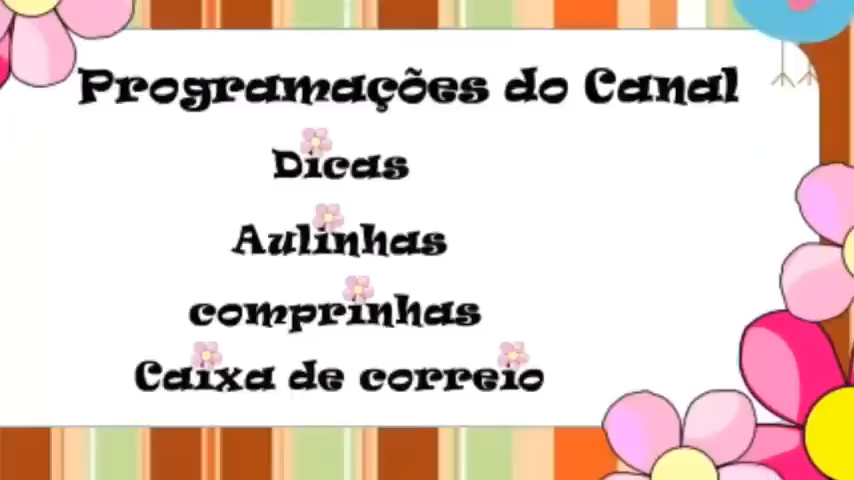 Programações do Canal
Dicas
Aulinhas
comprinhas
Caixa de correio